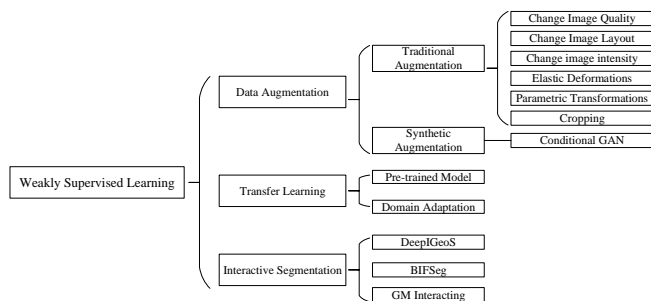 Change Image Quality
Change Image Layout
Traditional
Augmentation
Change image intensity
Elastic Deformations
Data Augmentation
Parametric Transformations
Cropping
Synthetic
Augmentation
Conditional GAN
Weakly Supervised Learning
Pre-trained Model
Transfer Learning
Domain Adaptation
DeepIGeoS
Interactive Segmentation
BIFSeg
GM Interacting